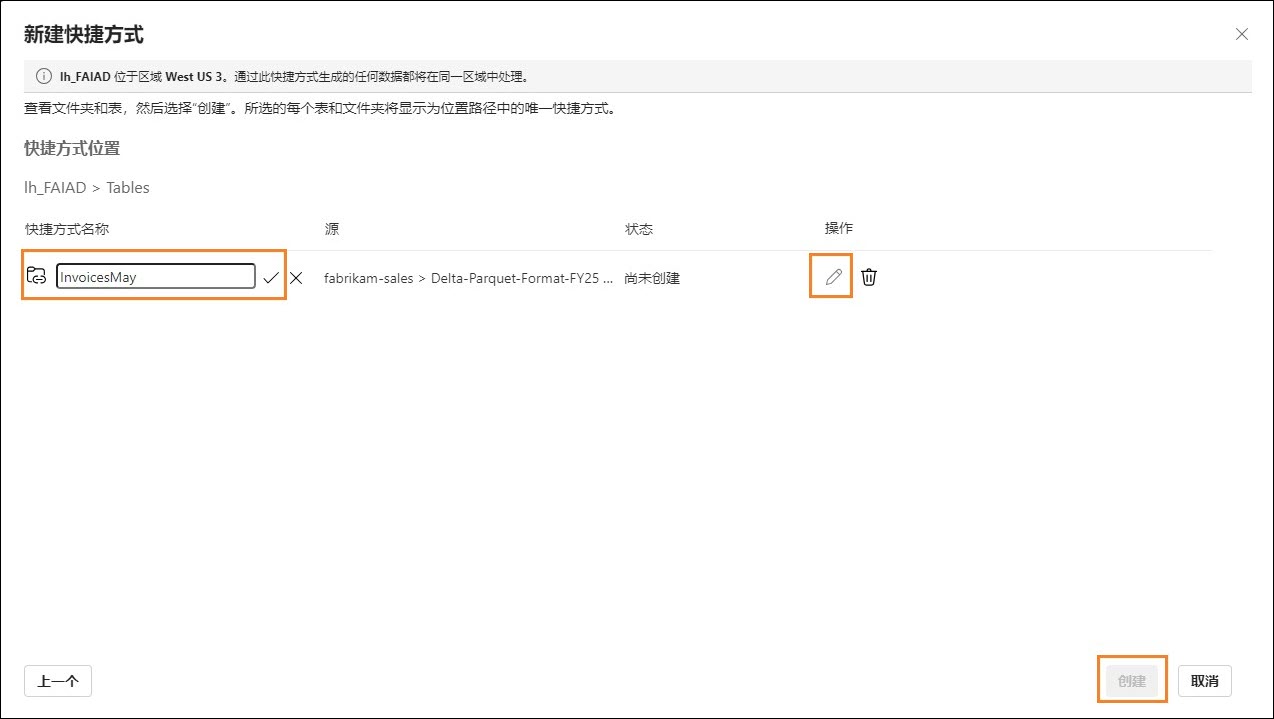 新建快捷方式
lh_FAIAD 位于区域 West US 3。通过此快捷方式生成的任何数据都将在同一区域中处理。
查看文件夹和表，然后选择“创建”。所选的每个表和文件夹将显示为位置路径中的唯一快捷方式。
快捷方式位置
lh_FAIAD > Tables
快捷方式名称 源 状态 操作
InvoicesMay fabrikam-sales > Delta-Parquet-Format-FY25 ... 尚未创建
上一个 创建 取消